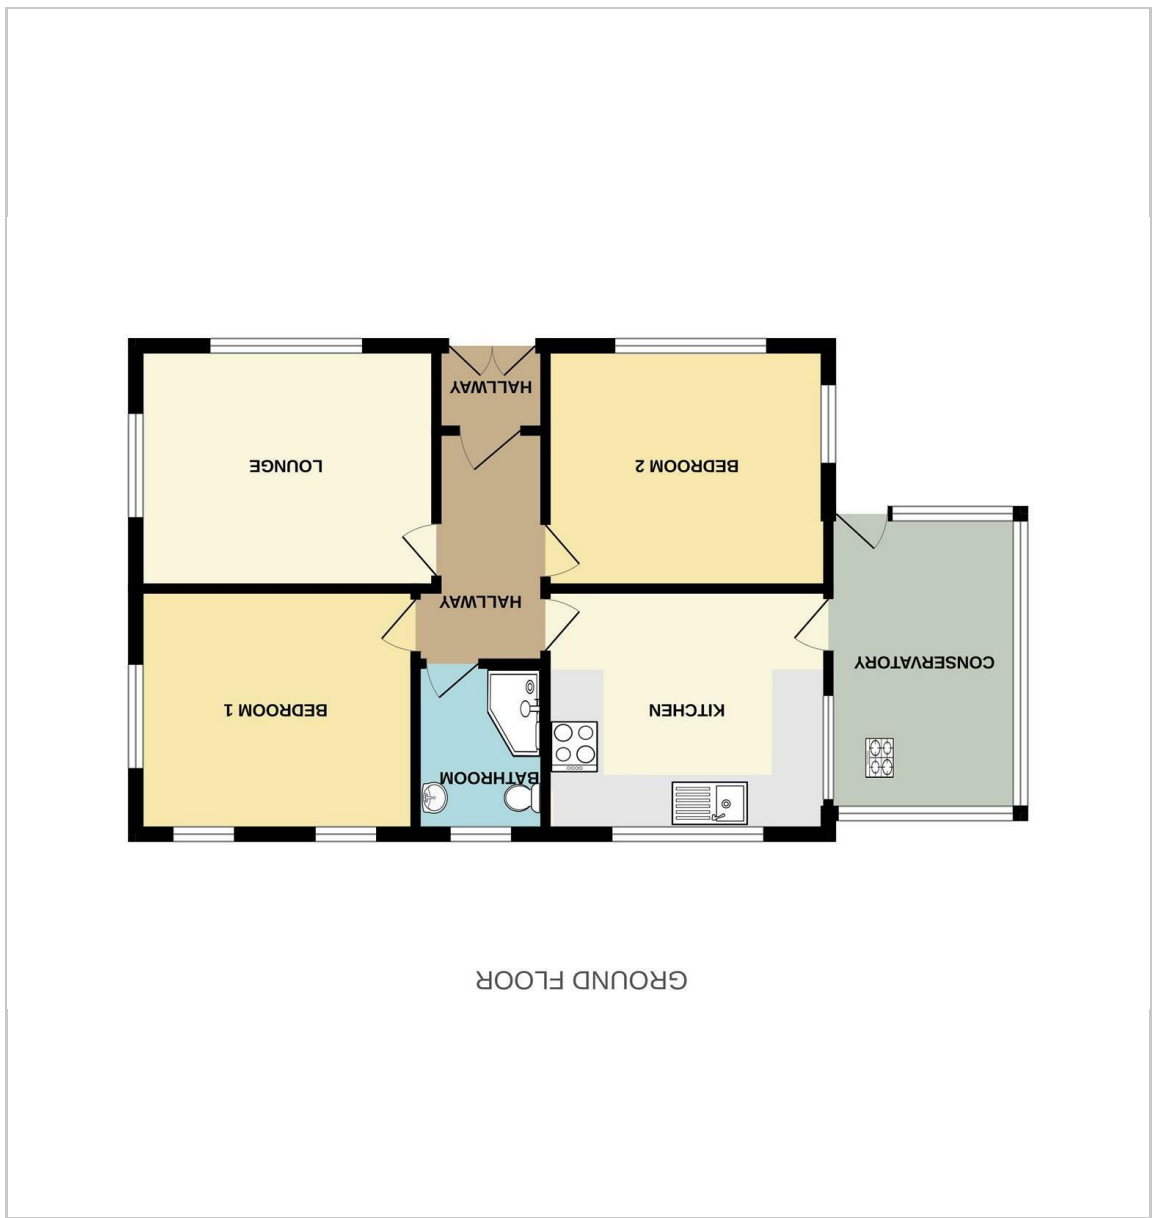 GROUND FLOOR
BATHROOM
KITCHEN
BEDROOM 1
CONSERVATORY
HALLWAY
BEDROOM 2
LOUNGE
HALLWAY